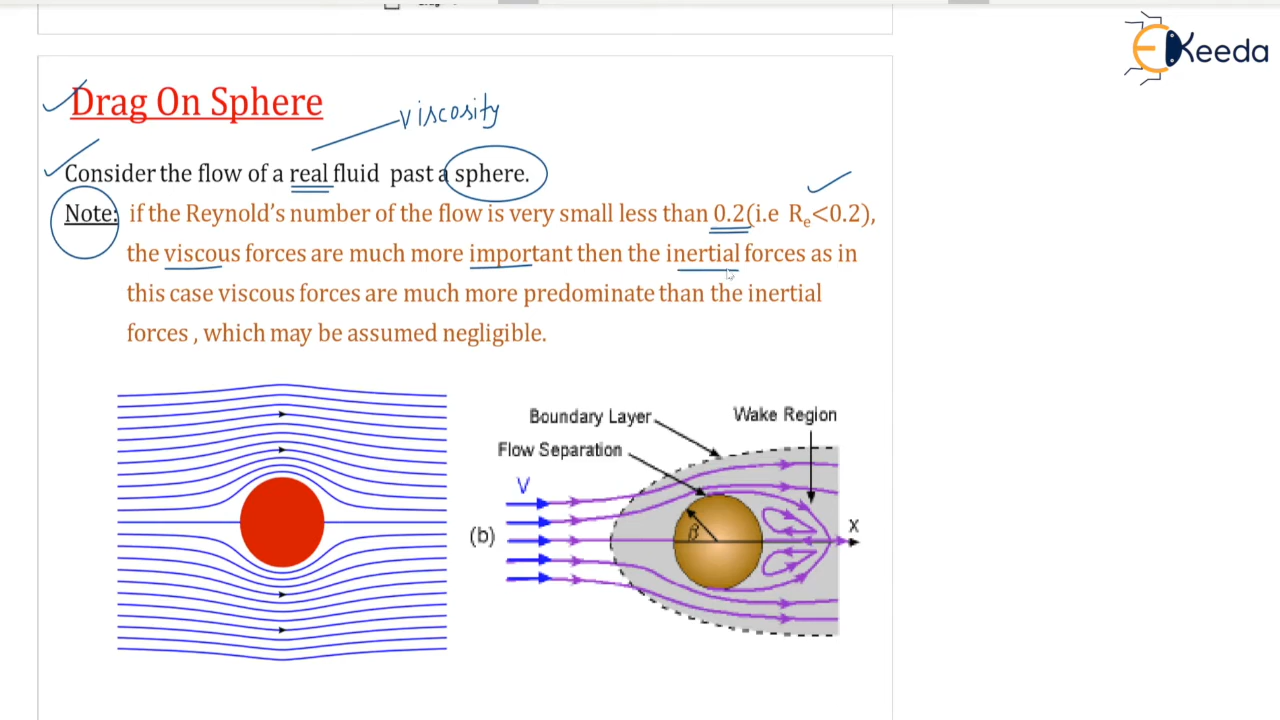 EKeeda
Drag On Sphere
viscosity
Consider the flow of a real fluid past a sphere.
Note: if the Reynold's number of the flow is very small less than 0.2(i.e Re<0.2),
the viscous forces are much more important then the inertial forces as in
this case viscous forces are much more predominate than the inertial
forces , which may be assumed negligible.
Boundary Layer
Wake Region
Flow Separation
V
(b)
β
X